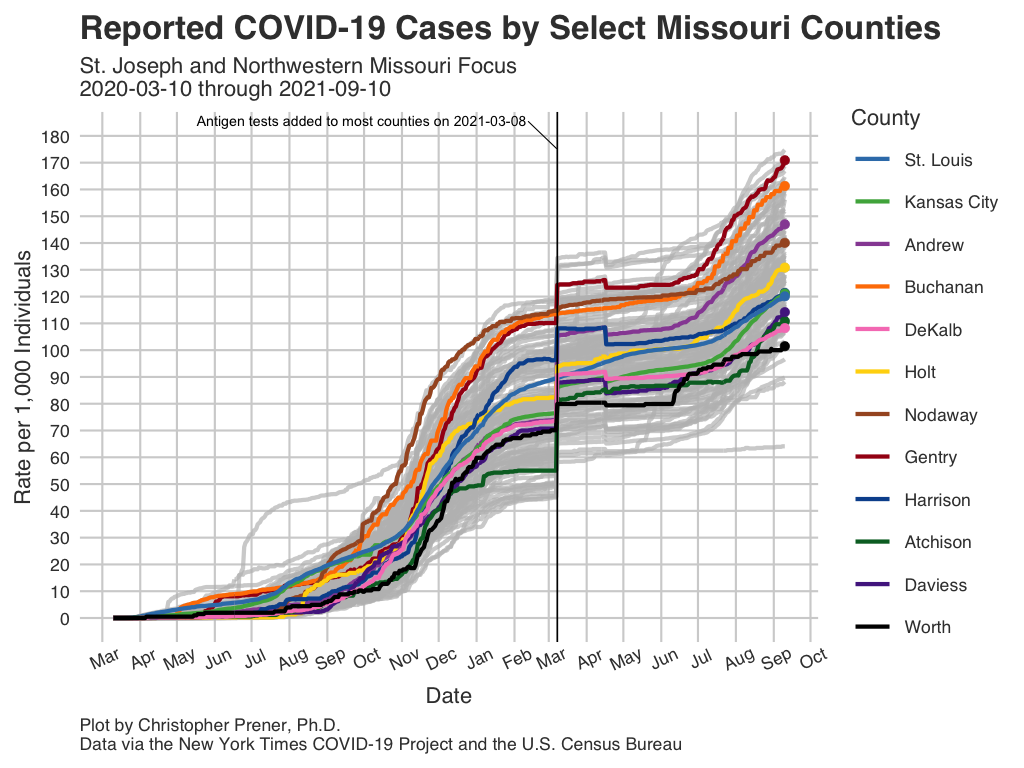 Reported COVID-19 Cases by Select Missouri Counties
St. Joseph and Northwestern Missouri Focus
2020-03-10 through 2021-09-10
Antigen tests added to most counties on 2021-03-08
Rate per 1,000 Individuals
180
170
160
150
140
130
120
110
100
90
80
70
60
50
40
30
20
10
0
Mar Apr May Jun Jul Aug Sep Oct Nov Dec Jan Feb Mar Apr May Jun Jul Aug Sep Oct
Date
County
St. Louis
Kansas City
Andrew
Buchanan
DeKalb
Holt
Nodaway
Gentry
Harrison
Atchison
Daviess
Worth
Plot by Christopher Prener, Ph.D.
Data via the New York Times COVID-19 Project and the U.S. Census Bureau